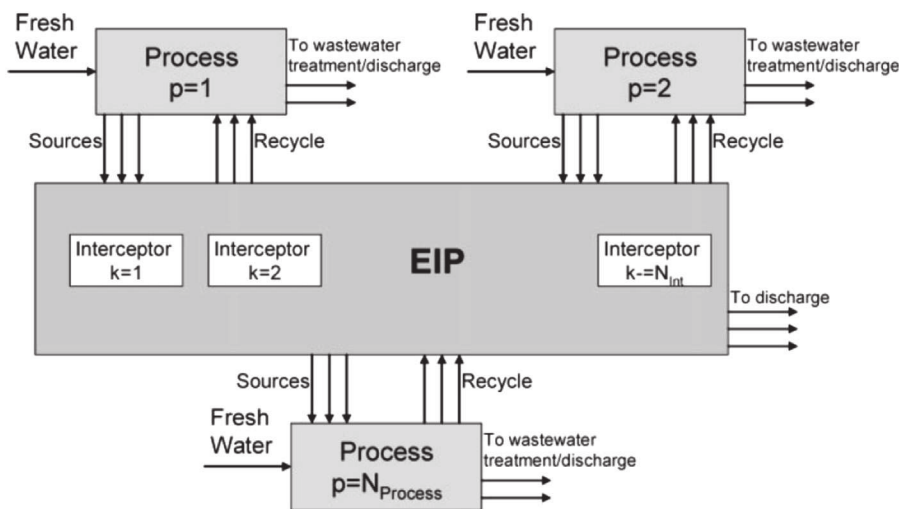 Fresh
Water
Process
p=1
To wastewater
treatment/discharge
Fresh
Water
Process
p=2
To wastewater
treatment/discharge
Sources
Recycle
Sources
Recycle
Interceptor
k=1
Interceptor
k=2
EIP
Interceptor
k-=N_Int
To discharge
Sources
Recycle
Fresh
Water
Process
p=N_Process
To wastewater
treatment/discharge